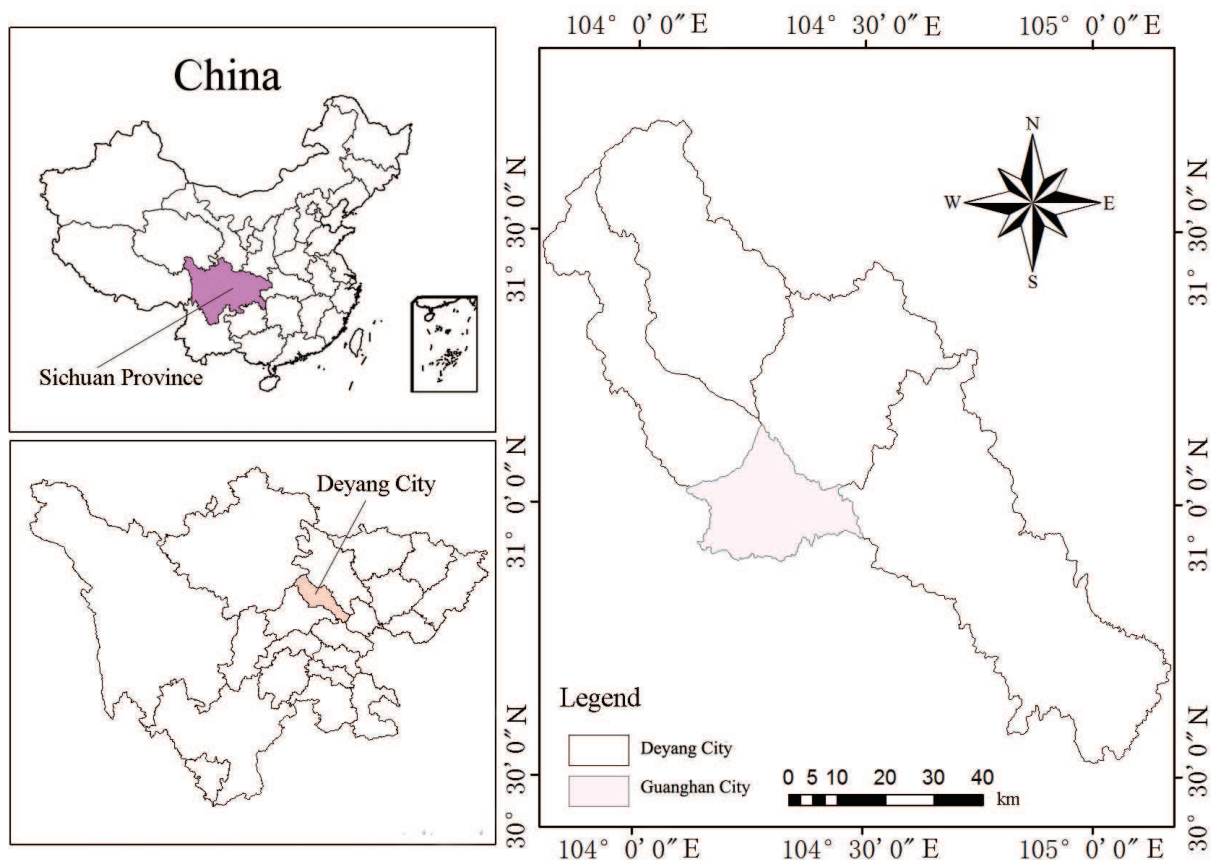 China
Sichuan Province
Deyang City
104° 0′ 0″ E
104° 30′ 0″ E
105° 0′ 0″ E
31° 30′ 0″ N
31° 0′ 0″ N
30° 30′ 0″ N
N
W
E
S
31° 30′ 0″ N
31° 0′ 0″ N
30° 30′ 0″ N
Legend
Deyang City
Guanghan City
0 5 10 20 30 40
km
104° 0′ 0″ E
104° 30′ 0″ E
105° 0′ 0″ E